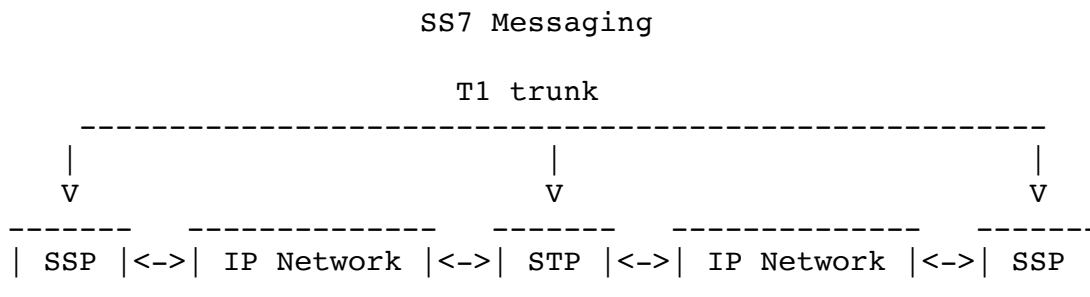 SS7 Messaging
T1 trunk
------------------------------------------------------
| | |
V V V
------- -------------- ------- -------------- -------
| SSP |<->| IP Network |<->| STP |<->| IP Network |<->| SSP